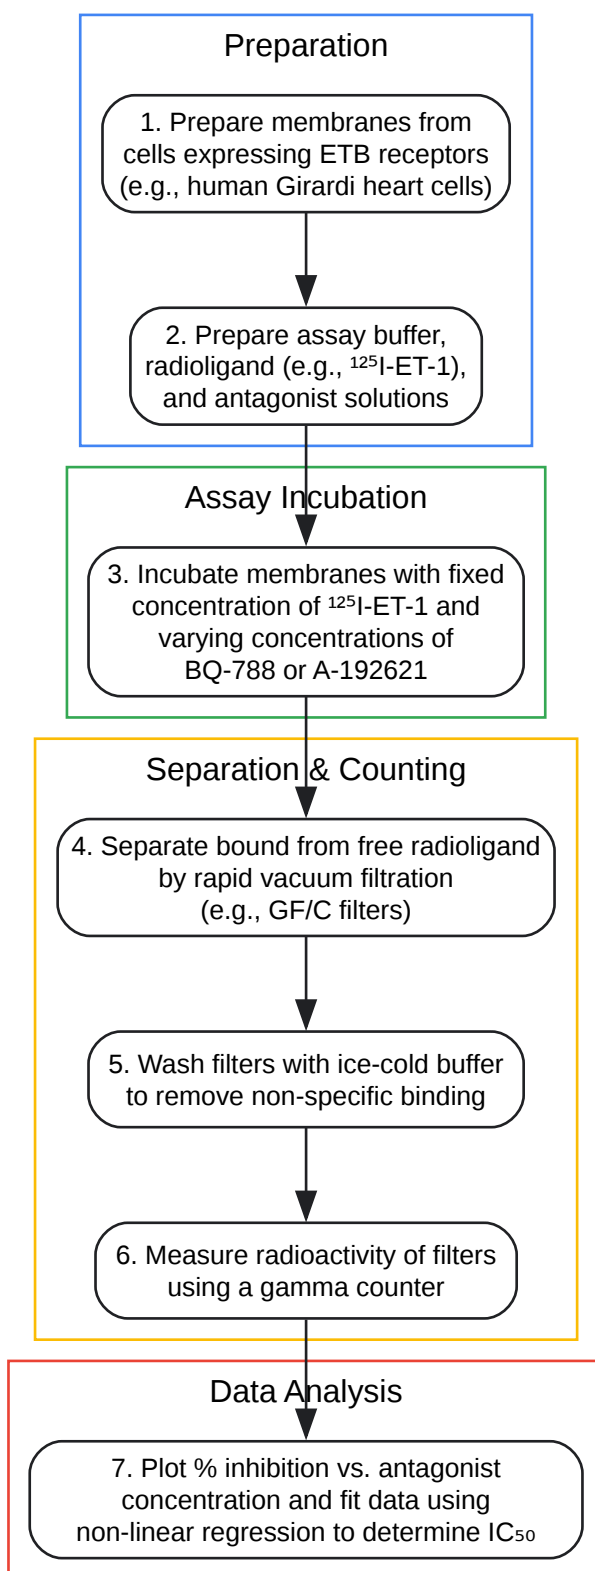 Preparation
1. Prepare membranes from
cells expressing ETB receptors
(e.g., human Girardi heart cells)
2. Prepare assay buffer,
radioligand (e.g., ¹²⁵I-ET-1),
and antagonist solutions
Assay Incubation
3. Incubate membranes with fixed
concentration of ¹²⁵I-ET-1 and
varying concentrations of
BQ-788 or A-192621
Separation & Counting
4. Separate bound from free radioligand
by rapid vacuum filtration
(e.g., GF/C filters)
5. Wash filters with ice-cold buffer
to remove non-specific binding
6. Measure radioactivity of filters
using a gamma counter
Data Analysis
7. Plot % inhibition vs. antagonist
concentration and fit data using
non-linear regression to determine IC₅₀